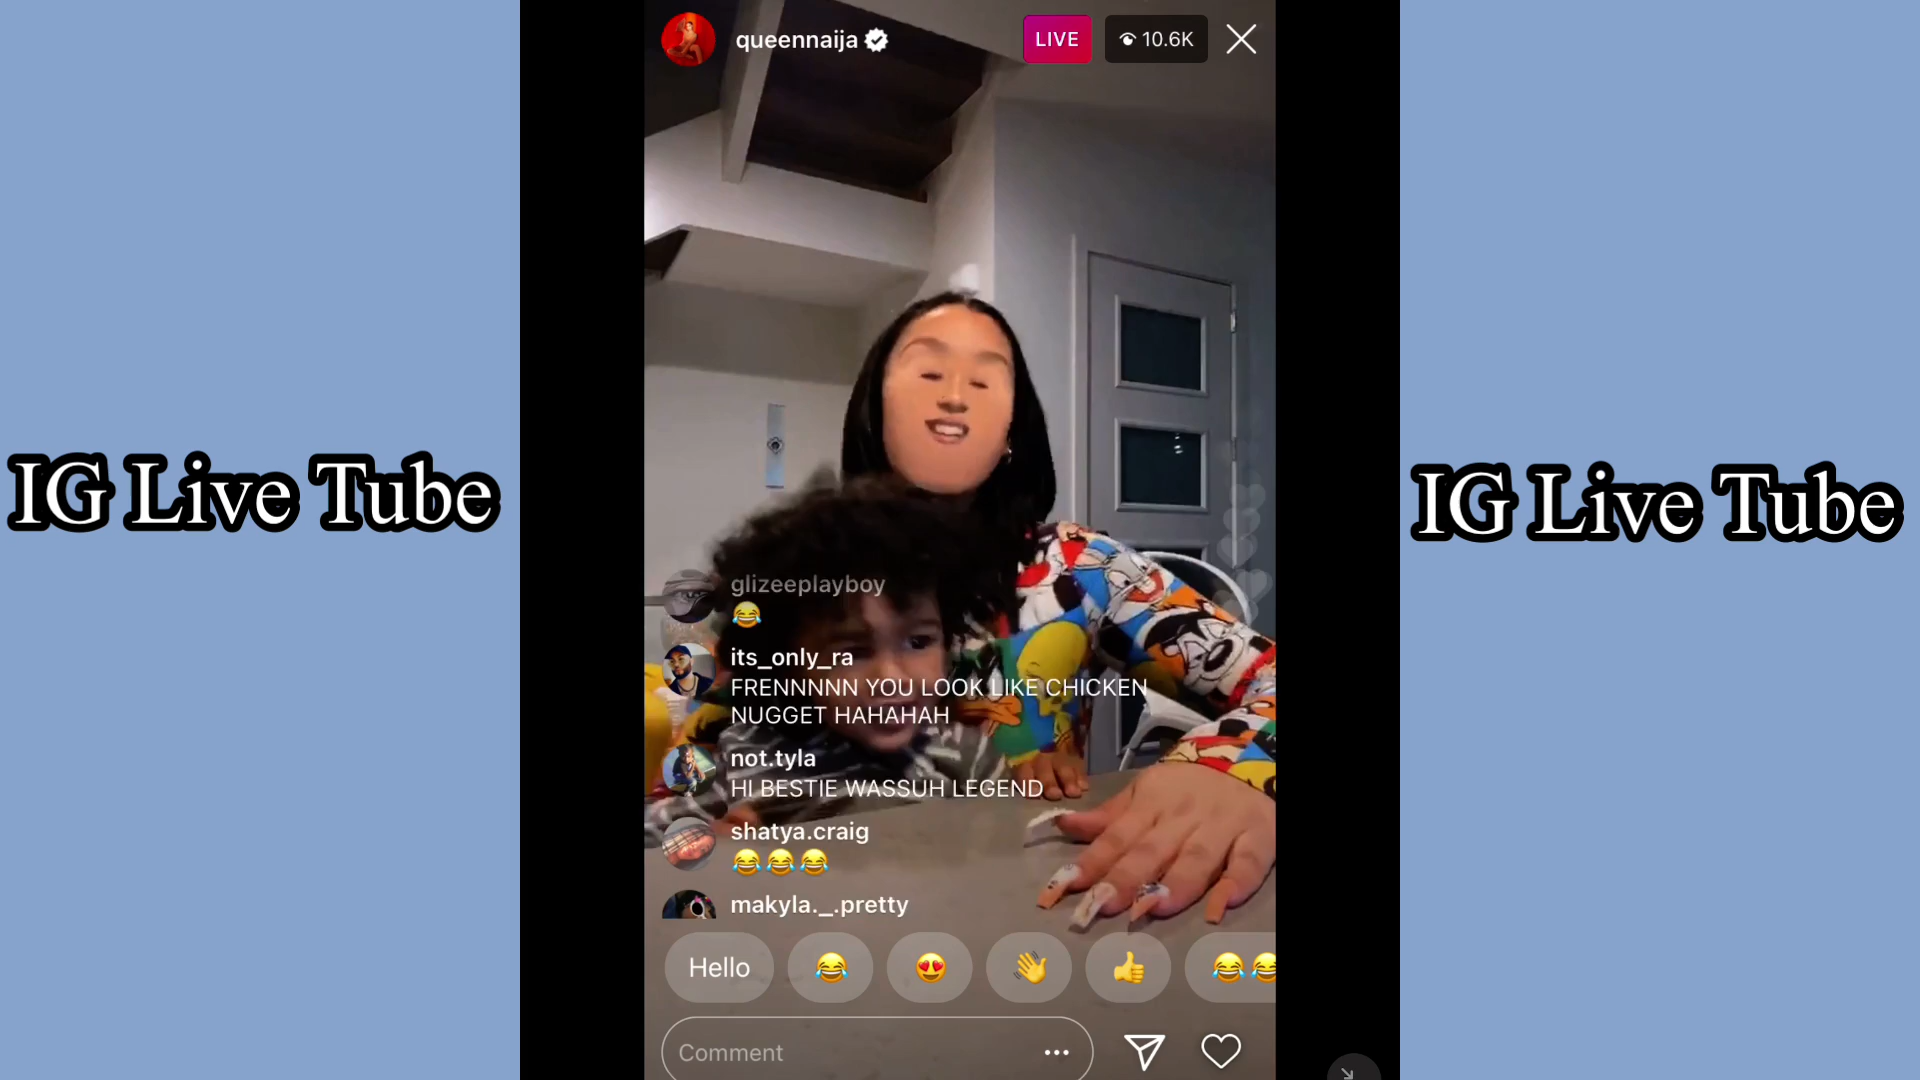 queennaija
LIVE
10.6K
IG Live Tube
IG Live Tube
glizeeplayboy
😂
its_only_ra
FRENNNNN YOU LOOK LIKE CHICKEN
NUGGET HAHAHAH
not.tyla
HI BESTIE WASSUH LEGEND
shatya.craig
😂😂😂
makyla._.pretty
Hello 😂 😍 👋 👍 😂😂
Comment